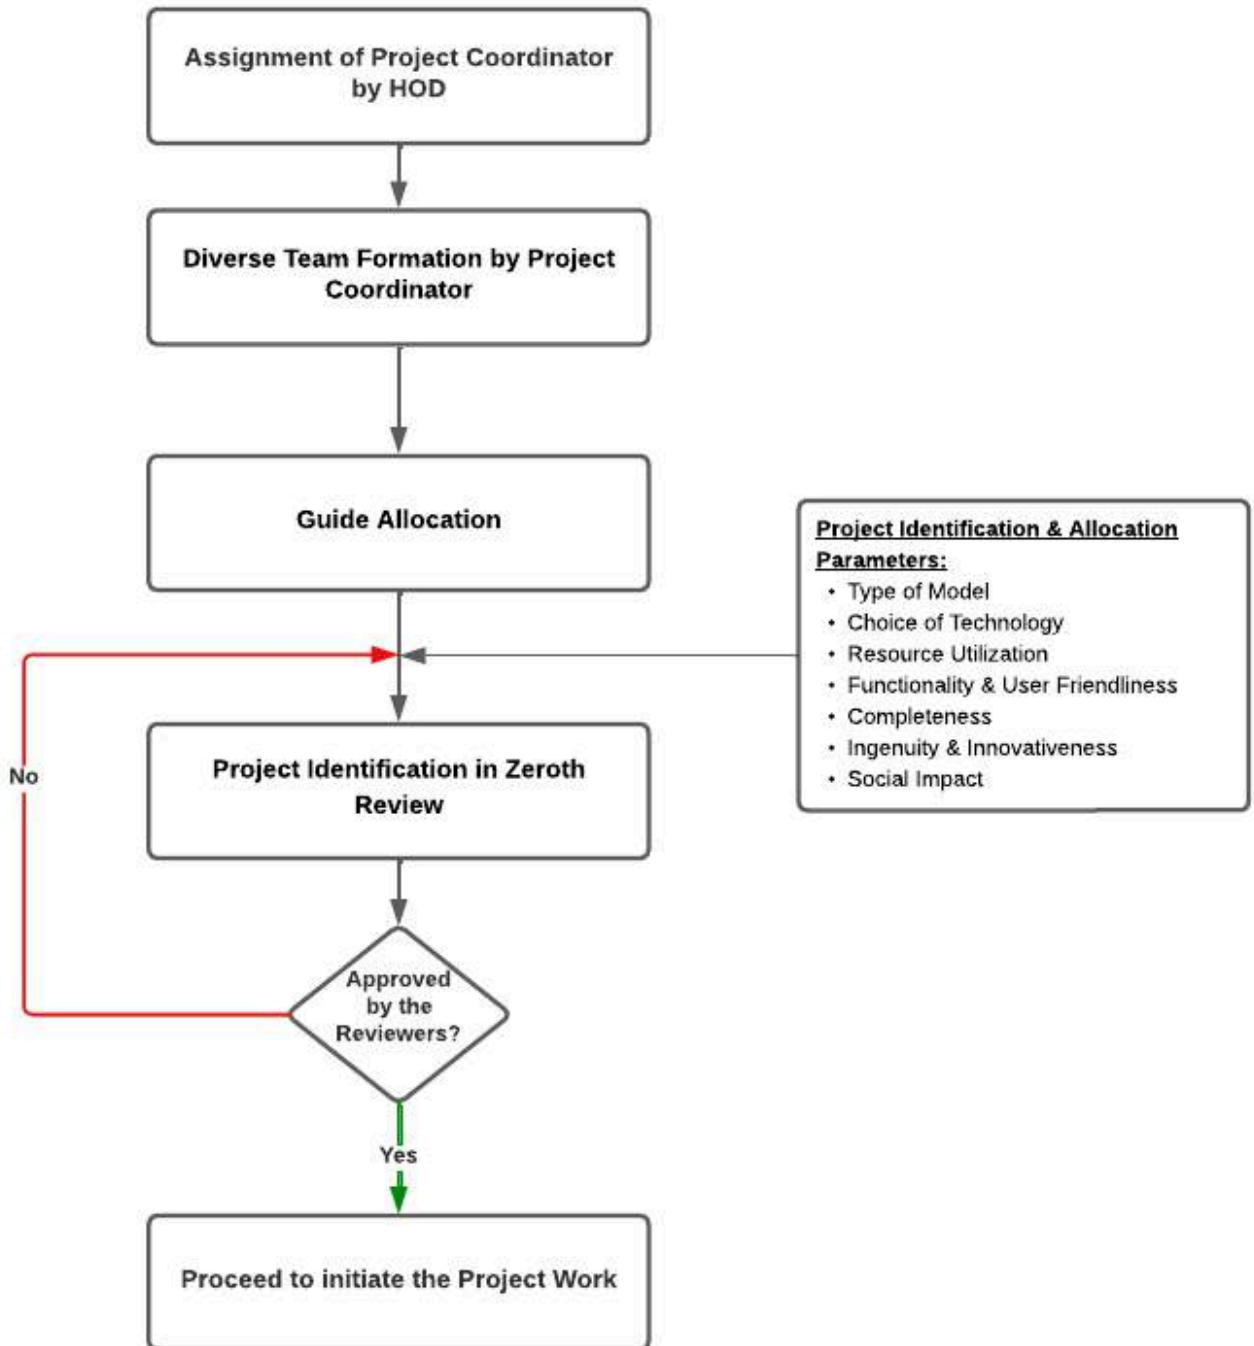 Assignment of Project Coordinator
by HOD
Diverse Team Formation by Project
Coordinator
Guide Allocation
Project Identification & Allocation
Parameters:
• Type of Model
• Choice of Technology
• Resource Utilization
• Functionality & User Friendliness
• Completeness
• Ingenuity & Innovativeness
• Social Impact
Project Identification in Zeroth
Review
No
Approved
by the
Reviewers?
Yes
Proceed to initiate the Project Work